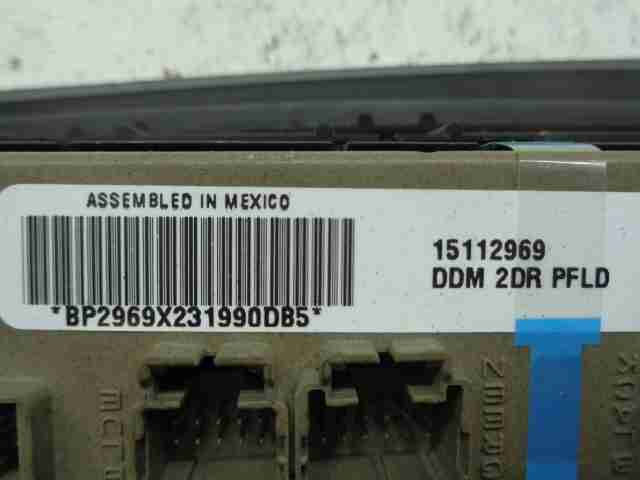 ASSEMBLED IN MEXICO
*BP2969X231990DB5*
15112969
DDM 2DR PFLD